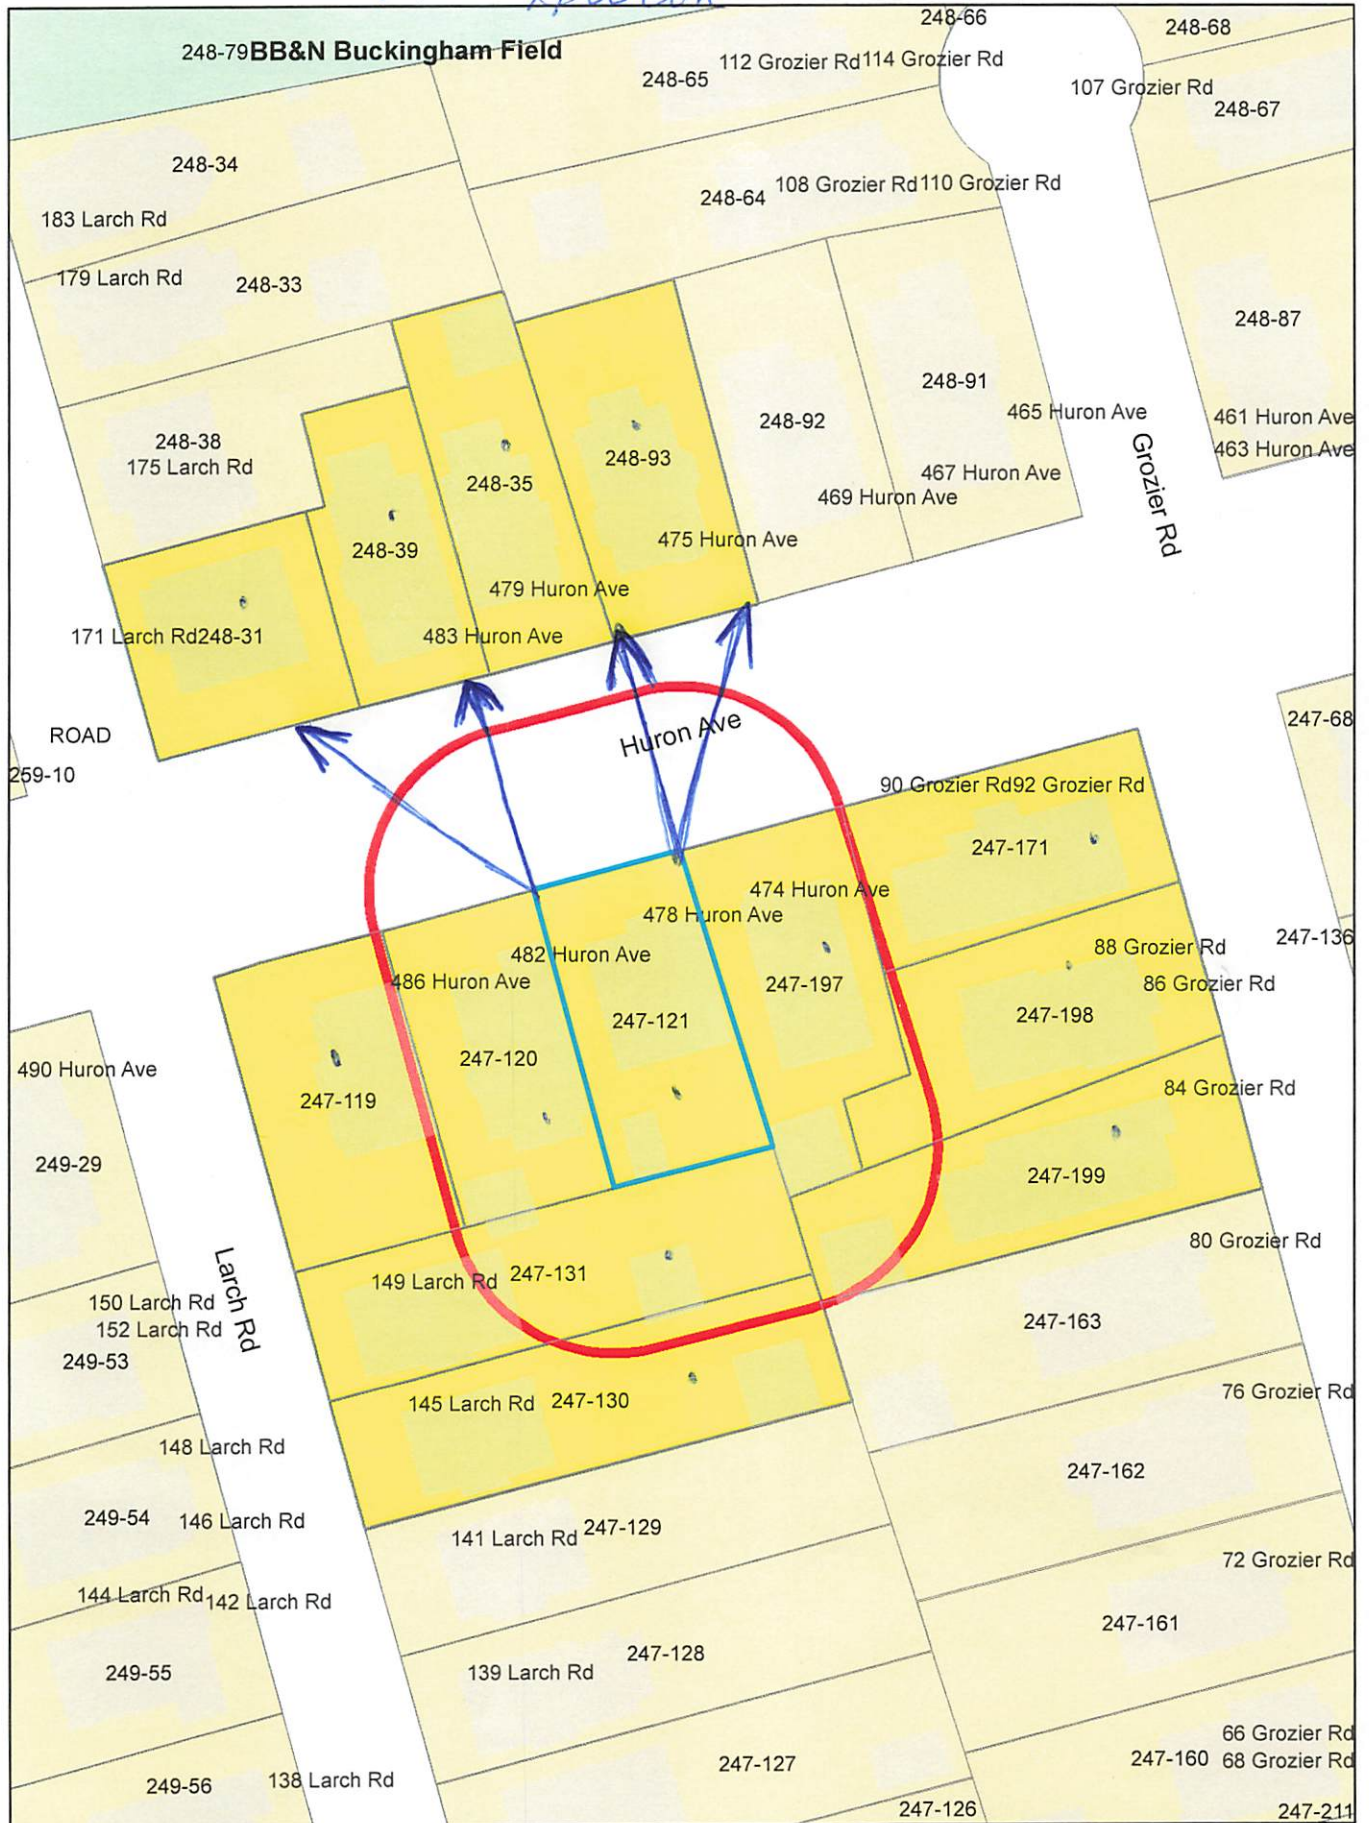 248-66
248-68
248-79 BB&N Buckingham Field
112 Grozier Rd 114 Grozier Rd
248-65
107 Grozier Rd
248-67
248-34
108 Grozier Rd 110 Grozier Rd
248-64
183 Larch Rd
179 Larch Rd
248-33
248-87
248-91
465 Huron Ave
461 Huron Ave
248-92
248-38
175 Larch Rd
463 Huron Ave
248-93
467 Huron Ave
248-35
469 Huron Ave
Grozier Rd
475 Huron Ave
248-39
479 Huron Ave
171 Larch Rd 248-31
483 Huron Ave
247-68
ROAD
Huron Ave
259-10
90 Grozier Rd 92 Grozier Rd
247-171
474 Huron Ave
478 Huron Ave
247-136
88 Grozier Rd
482 Huron Ave
486 Huron Ave
247-197
86 Grozier Rd
247-121
247-198
247-120
490 Huron Ave
84 Grozier Rd
247-119
249-29
247-199
80 Grozier Rd
149 Larch Rd
247-131
Larch Rd
150 Larch Rd
152 Larch Rd
247-163
249-53
76 Grozier Rd
145 Larch Rd
247-130
148 Larch Rd
247-162
249-54
146 Larch Rd
141 Larch Rd
247-129
72 Grozier Rd
144 Larch Rd
142 Larch Rd
247-161
247-128
249-55
139 Larch Rd
66 Grozier Rd
247-160
68 Grozier Rd
247-127
249-56
138 Larch Rd
247-126
247-211